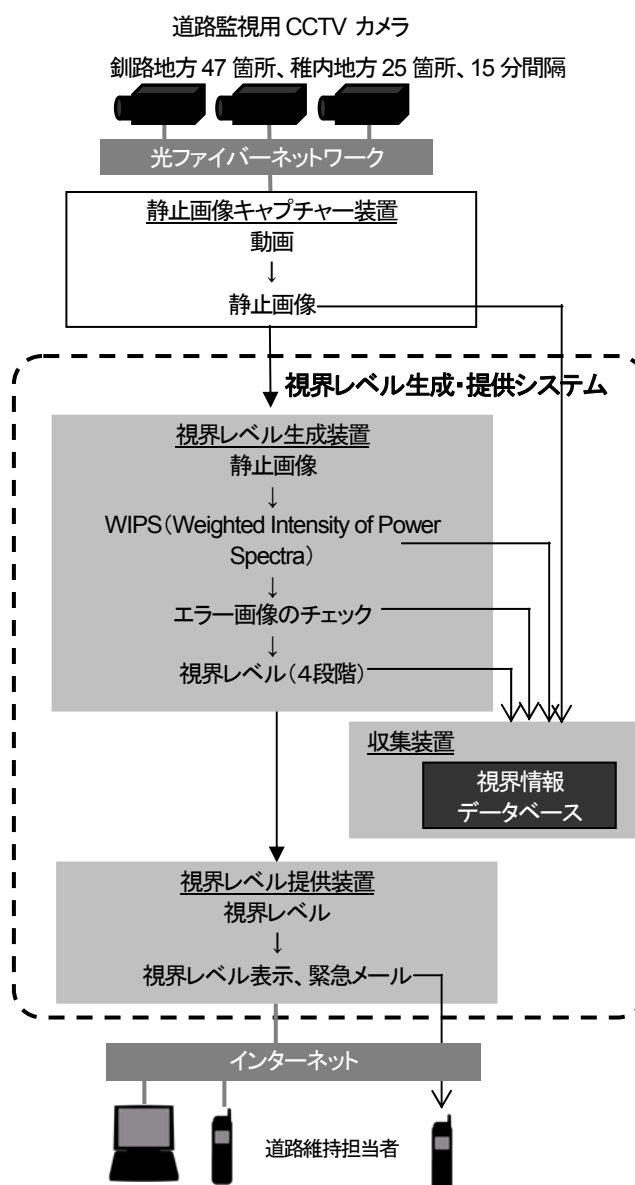 道路監視用 CCTV カメラ
釧路地方 47 箇所、稚内地方 25 箇所、15 分間隔
光ファイバーネットワーク
静止画像キャプチャー装置
動画
↓
静止画像
視界レベル生成・提供システム
視界レベル生成装置
静止画像
↓
WIPS（Weighted Intensity of Power
Spectra）
↓
エラー画像のチェック
↓
視界レベル（４段階）
収集装置
視界情報
データベース
視界レベル提供装置
視界レベル
↓
視界レベル表示、緊急メール
インターネット
道路維持担当者